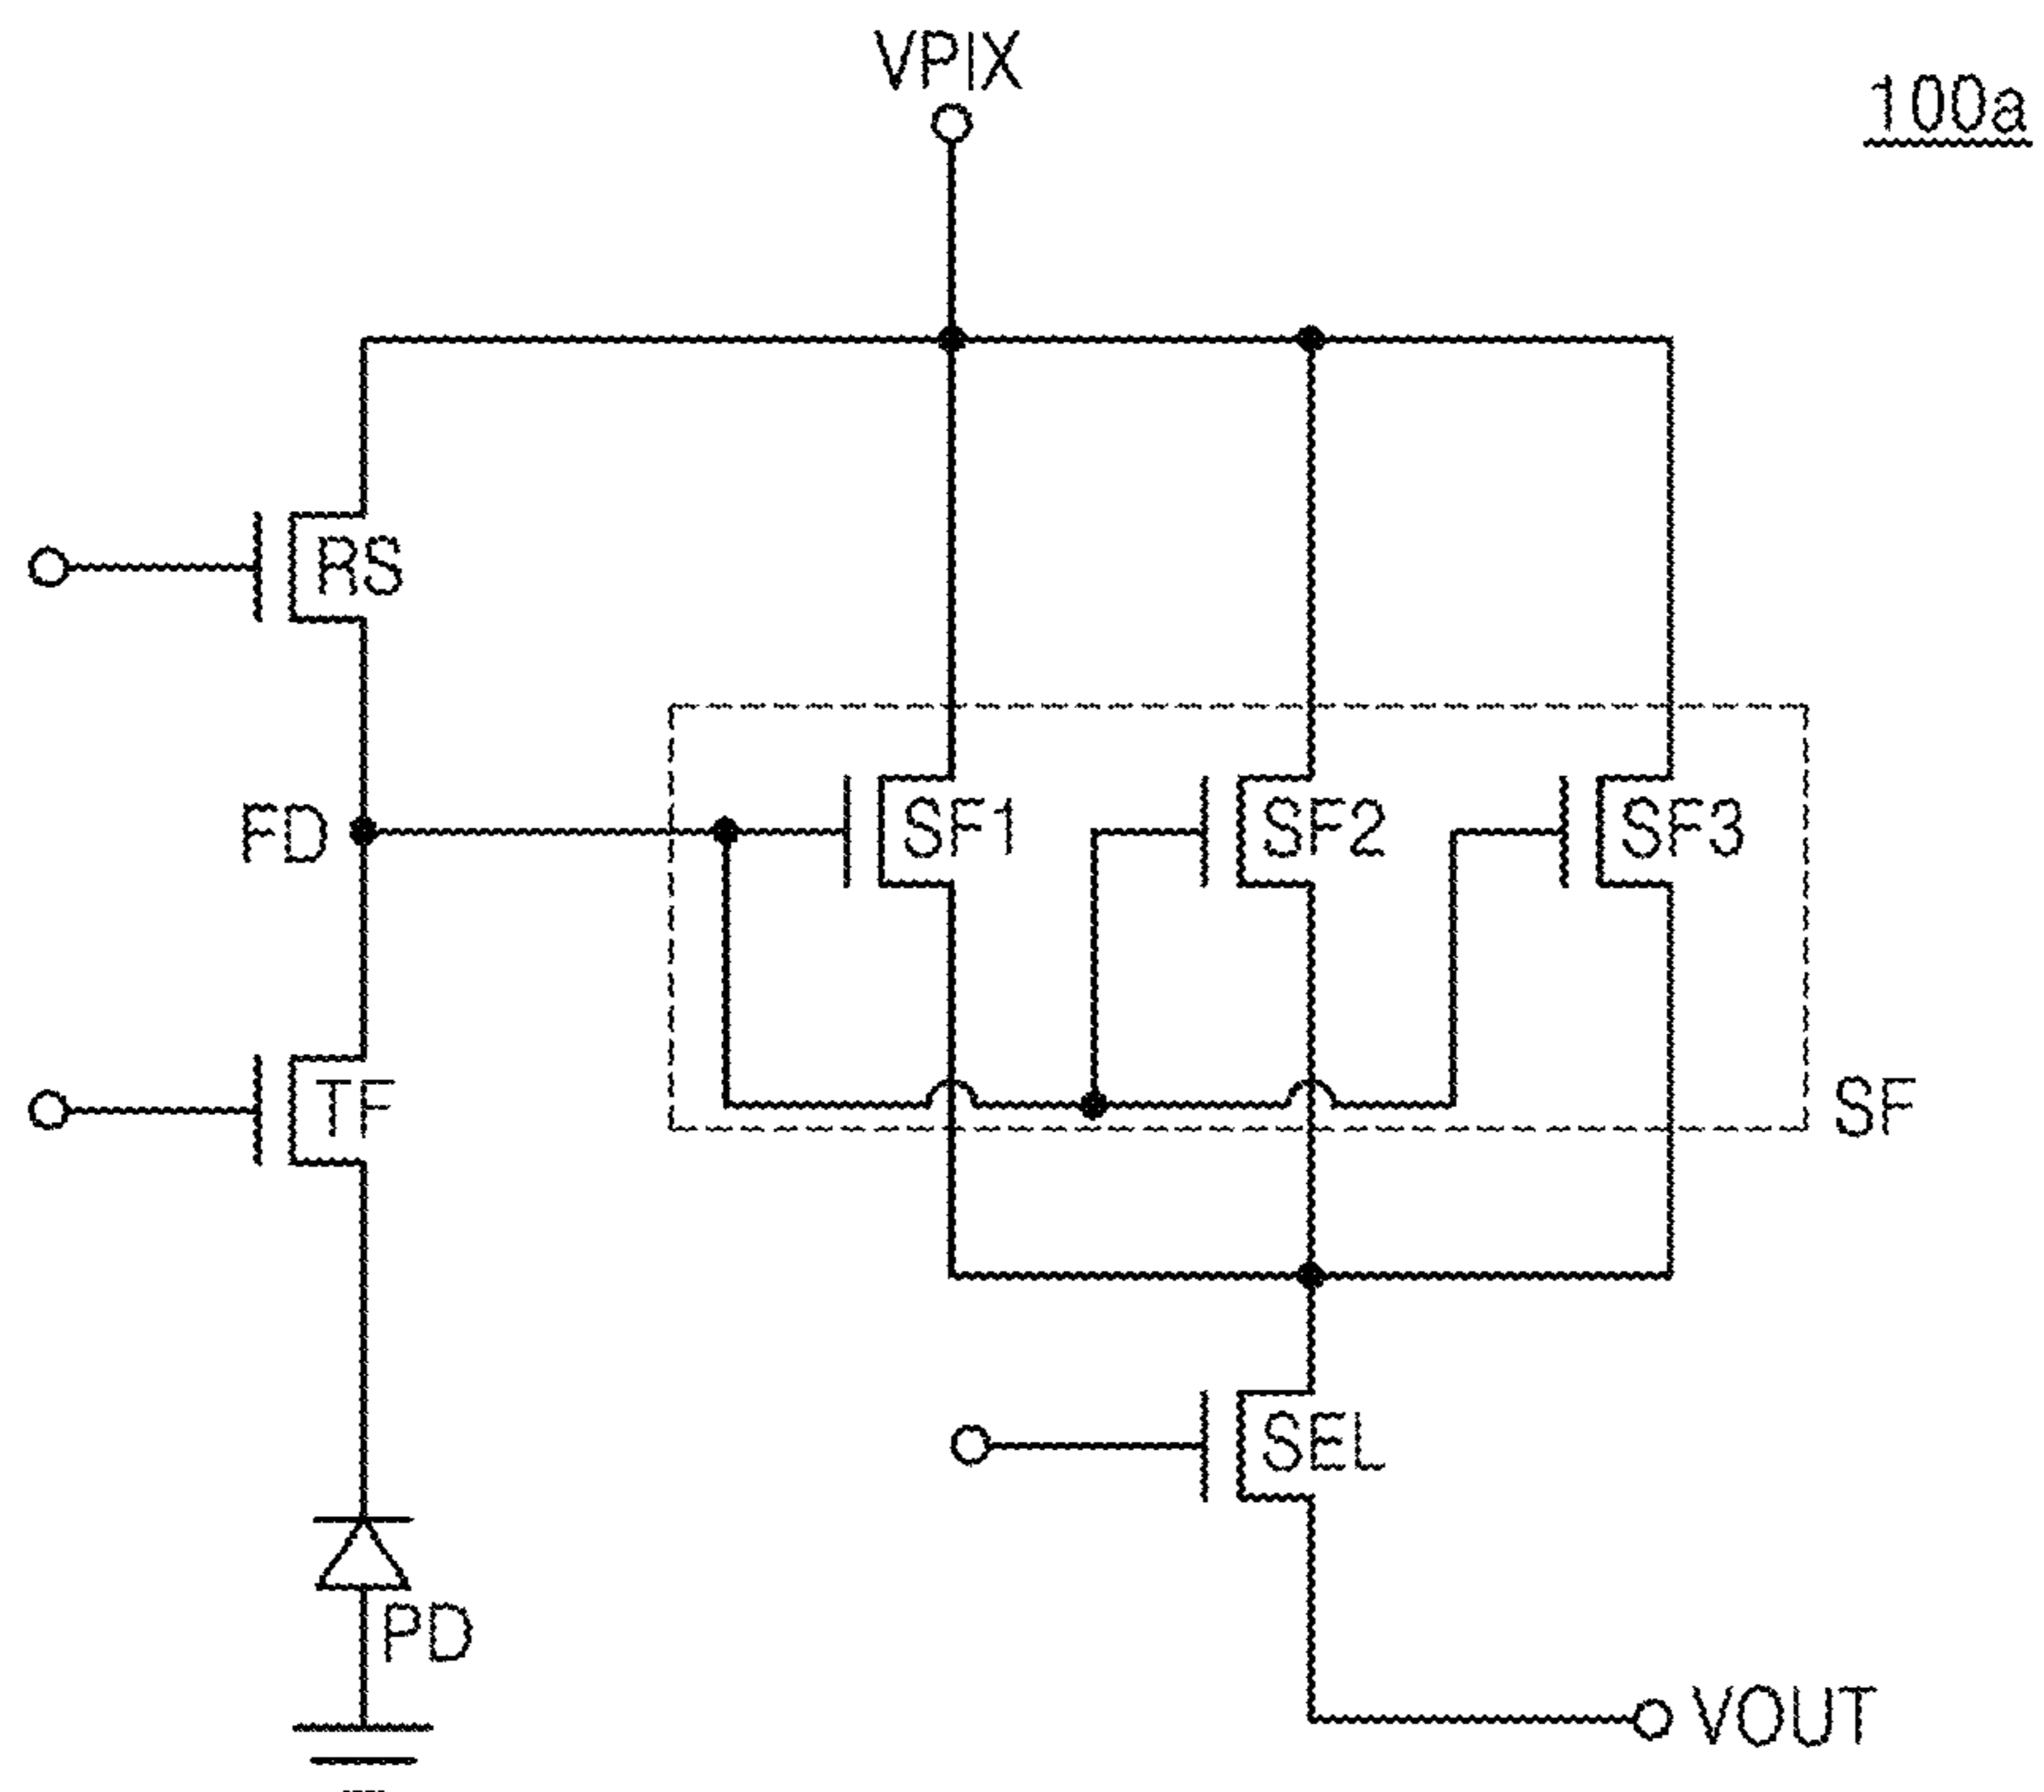 VPIX
100a
RS
FD
SF1
SF2
SF3
TF
SF
SEL
PD
VOUT